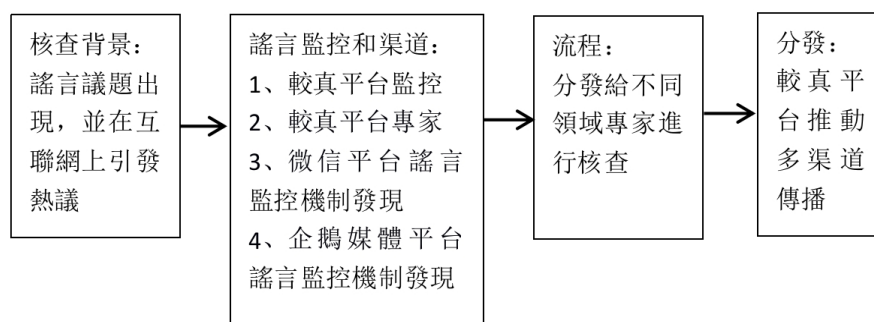 核查背景：
謠言議題出
現，並在互
聯網上引發
熱議
謠言監控和渠道：
1、較真平台監控
2、較真平台專家
3、微信平台謠言
監控機制發現
4、企鵝媒體平台
謠言監控機制發現
流程：
分發給不同
領域專家進
行核查
分發：
較真平
台推動
多渠道
傳播